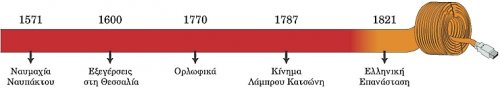 1571 1600 1770 1787 1821
Ναυμαχία Εξεγέρσεις Ορλωφικά Κίνημα Ελληνική
Ναυπάκτου στη Θεσσαλία Λάμπρου Κατσώνη Επανάσταση